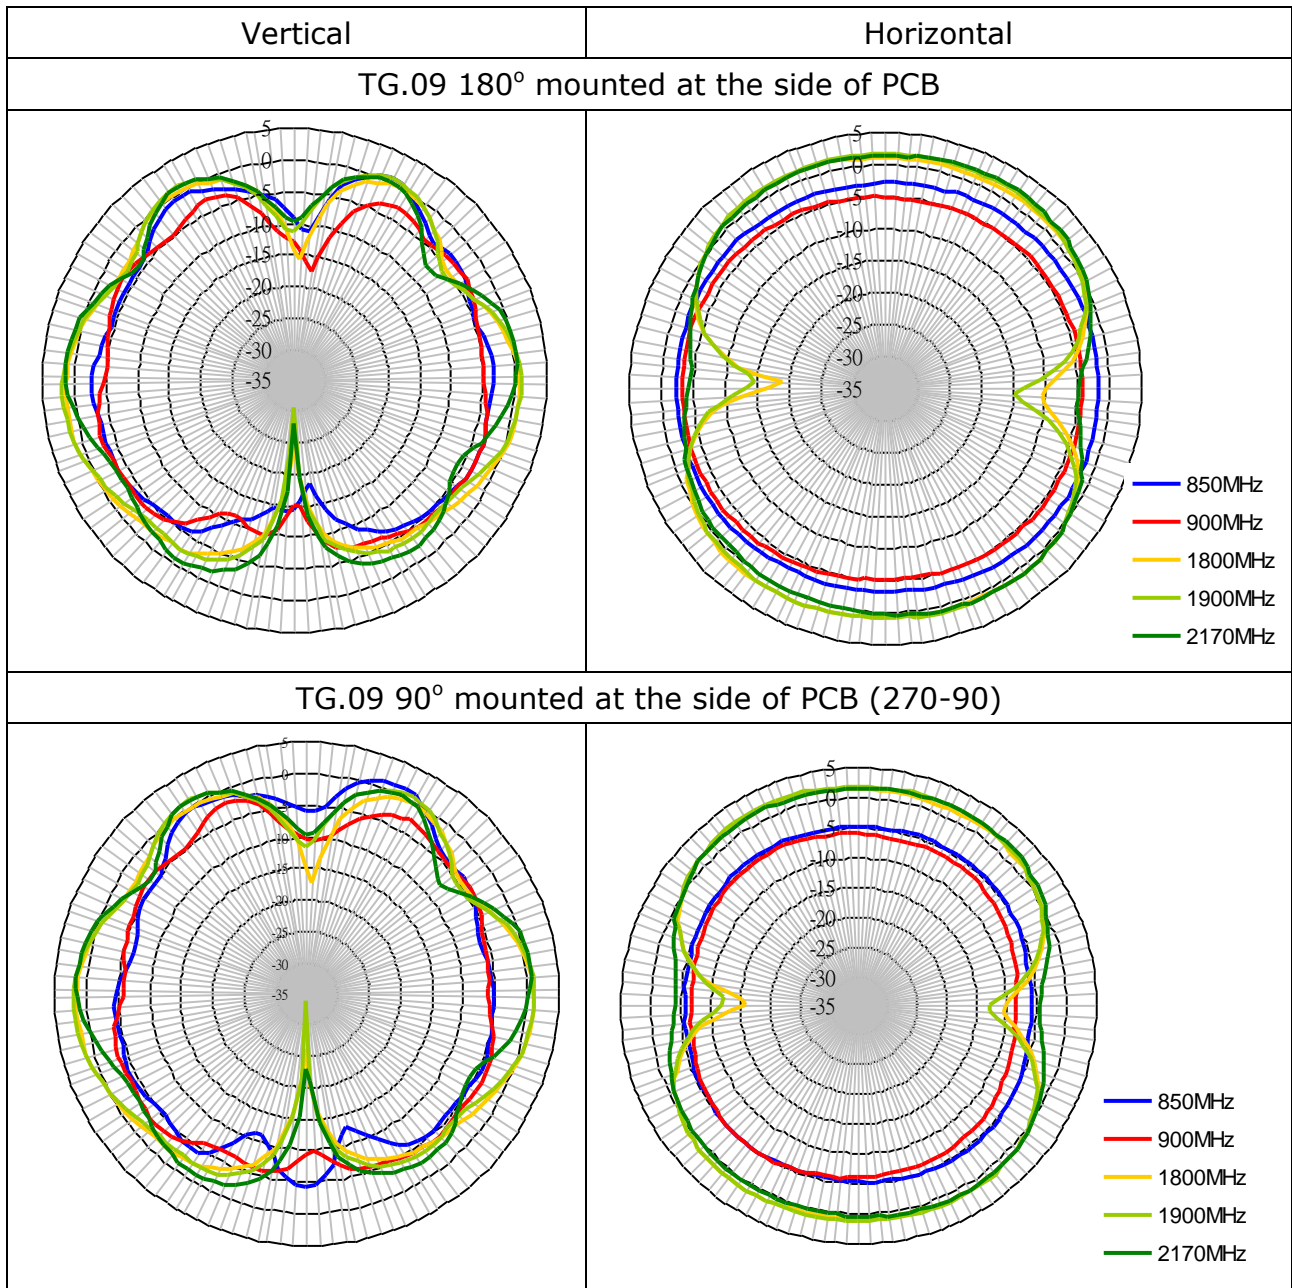 Vertical
Horizontal
TG.09 180° mounted at the side of PCB
5
0
-5
-10
-15
-20
-25
-30
-35
5
0
-5
-10
-15
-20
-25
-30
-35
850MHz
900MHz
1800MHz
1900MHz
2170MHz
TG.09 90° mounted at the side of PCB (270-90)
5
0
-5
-10
-15
-20
-25
-30
-35
5
0
-5
-10
-15
-20
-25
-30
-35
850MHz
900MHz
1800MHz
1900MHz
2170MHz